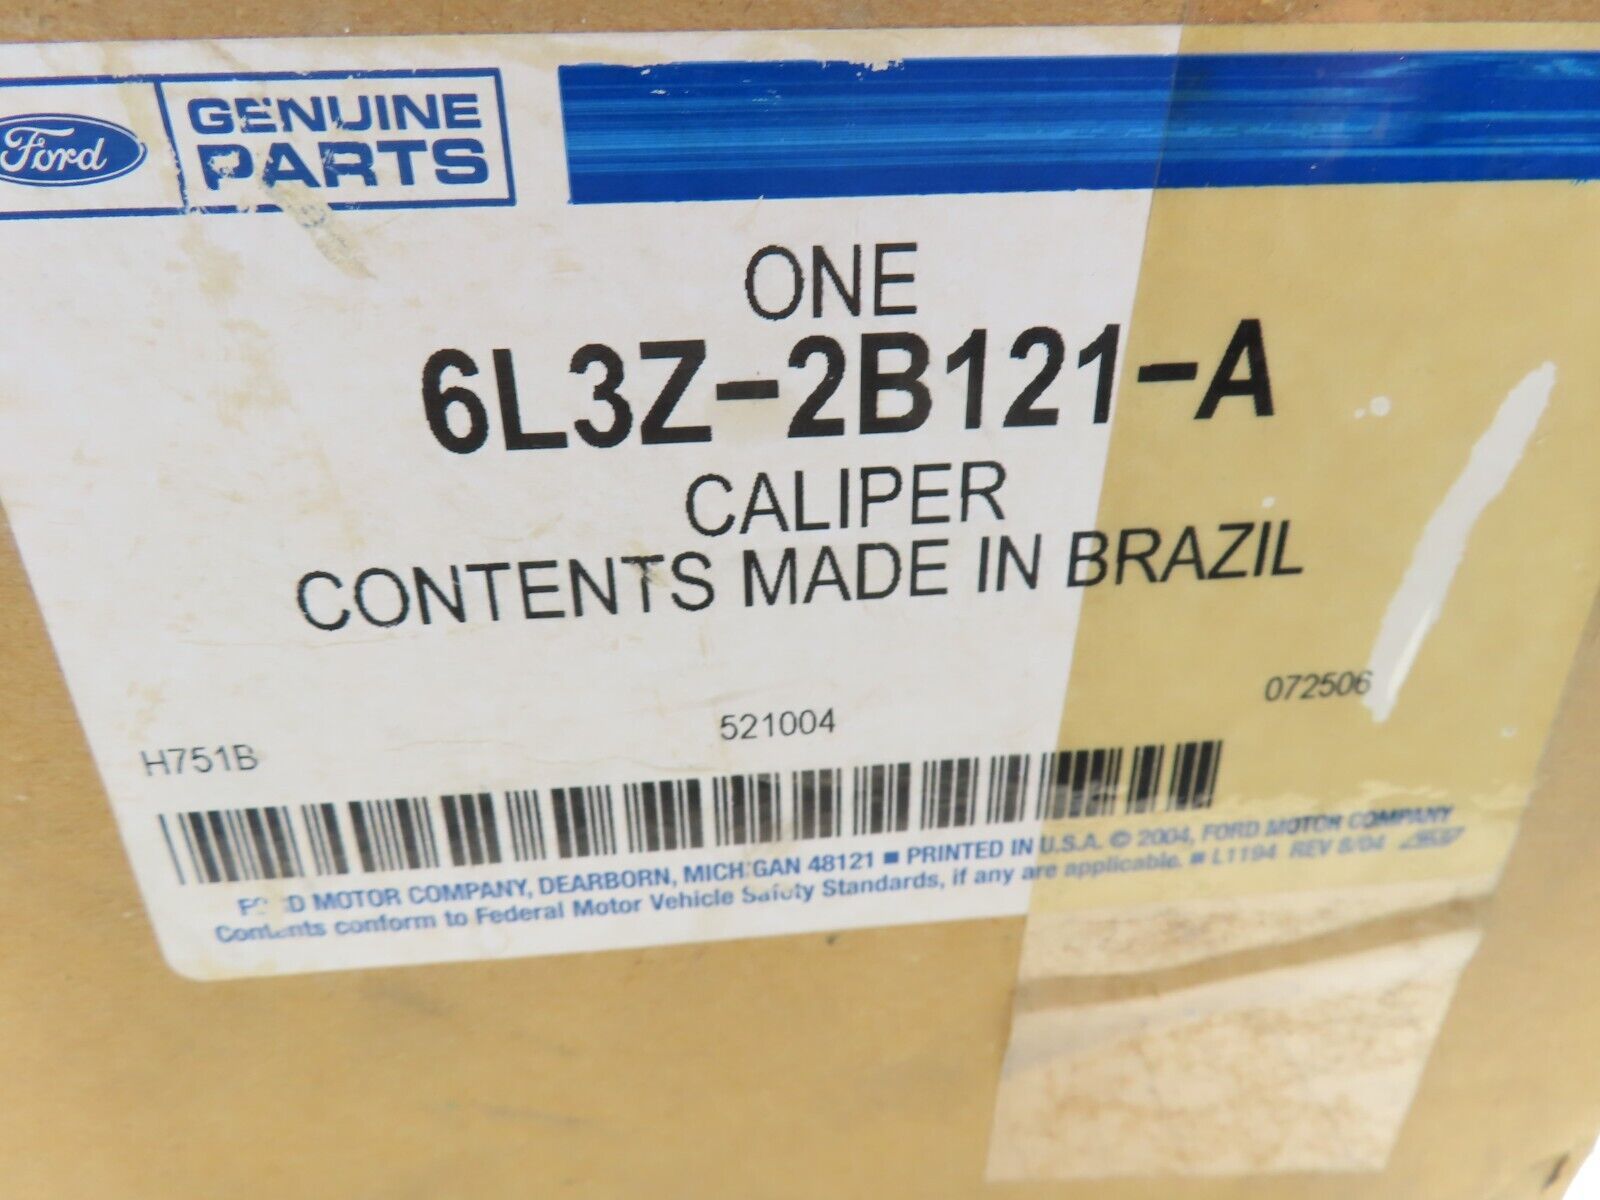 Ford GENUINE
PARTS
ONE
6L3Z-2B121-A
CALIPER
CONTENTS MADE IN BRAZIL
072506
521004
H751B
MOTOR COMPANY, DEARBORN, MICHIGAN 48121 ■ PRINTED IN U.S.A. © 2004, FORD MOTOR COMPANY
Contents conform to Federal Motor Vehicle Safety Standards, if any are applicable. ■ L1194 REV 8/04